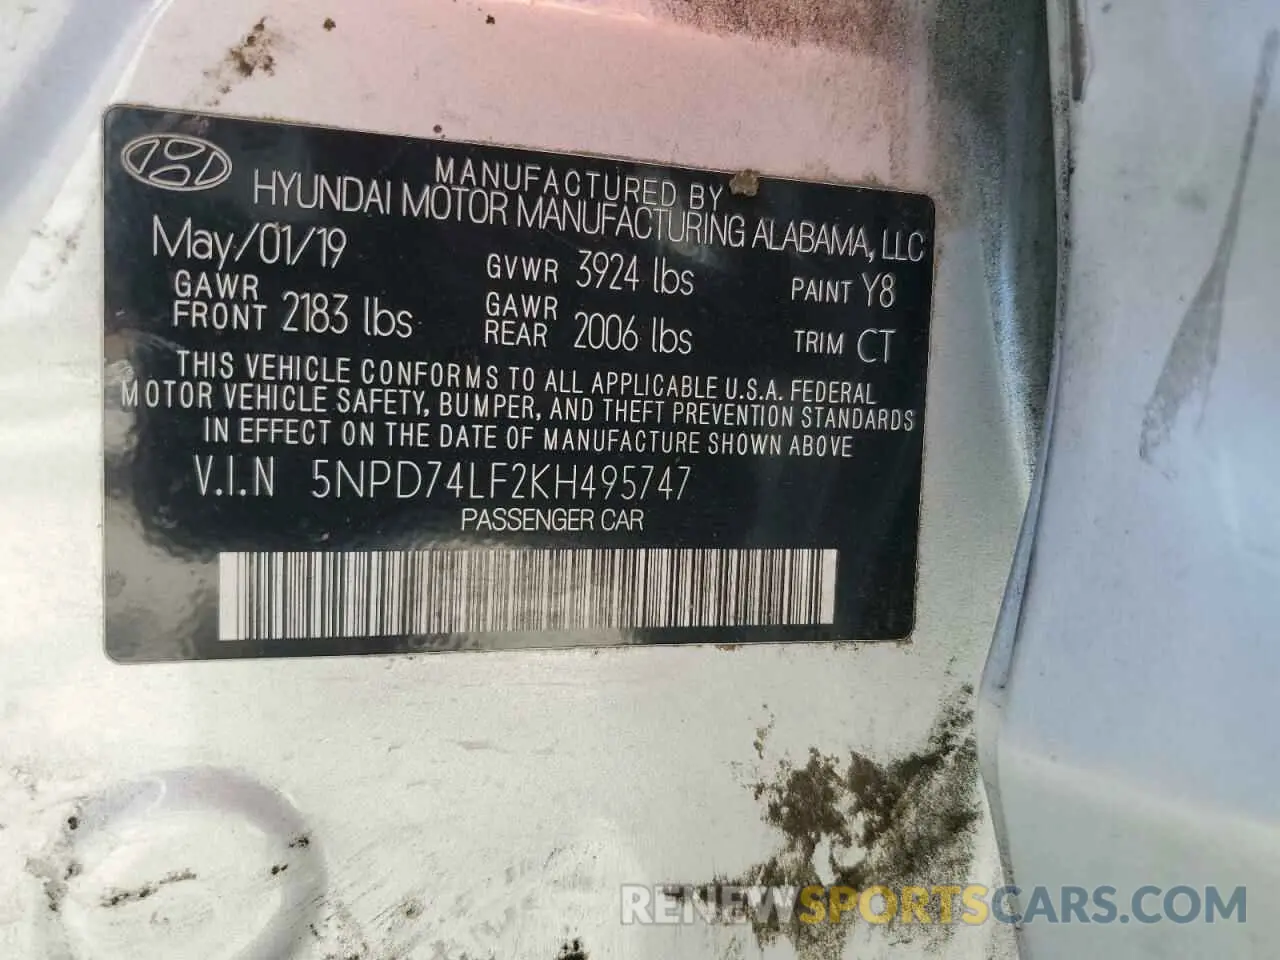 MANUFACTURED BY
HYUNDAI MOTOR MANUFACTURING ALABAMA, LLC
May/01/19 GVWR 3924 lbs PAINT Y8
GAWR FRONT 2183 lbs GAWR REAR 2006 lbs TRIM CT
THIS VEHICLE CONFORMS TO ALL APPLICABLE U.S.A. FEDERAL
MOTOR VEHICLE SAFETY, BUMPER, AND THEFT PREVENTION STANDARDS
IN EFFECT ON THE DATE OF MANUFACTURE SHOWN ABOVE
V.I.N 5NPD74LF2KH495747
PASSENGER CAR
RENEWSPORTSCARS.COM